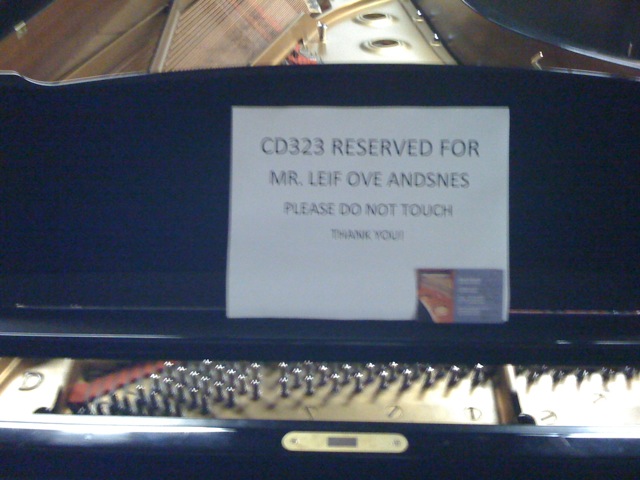 CD323 RESERVED FOR
MR. LEIF OVE ANDSNES
PLEASE DO NOT TOUCH
THANK YOU!!